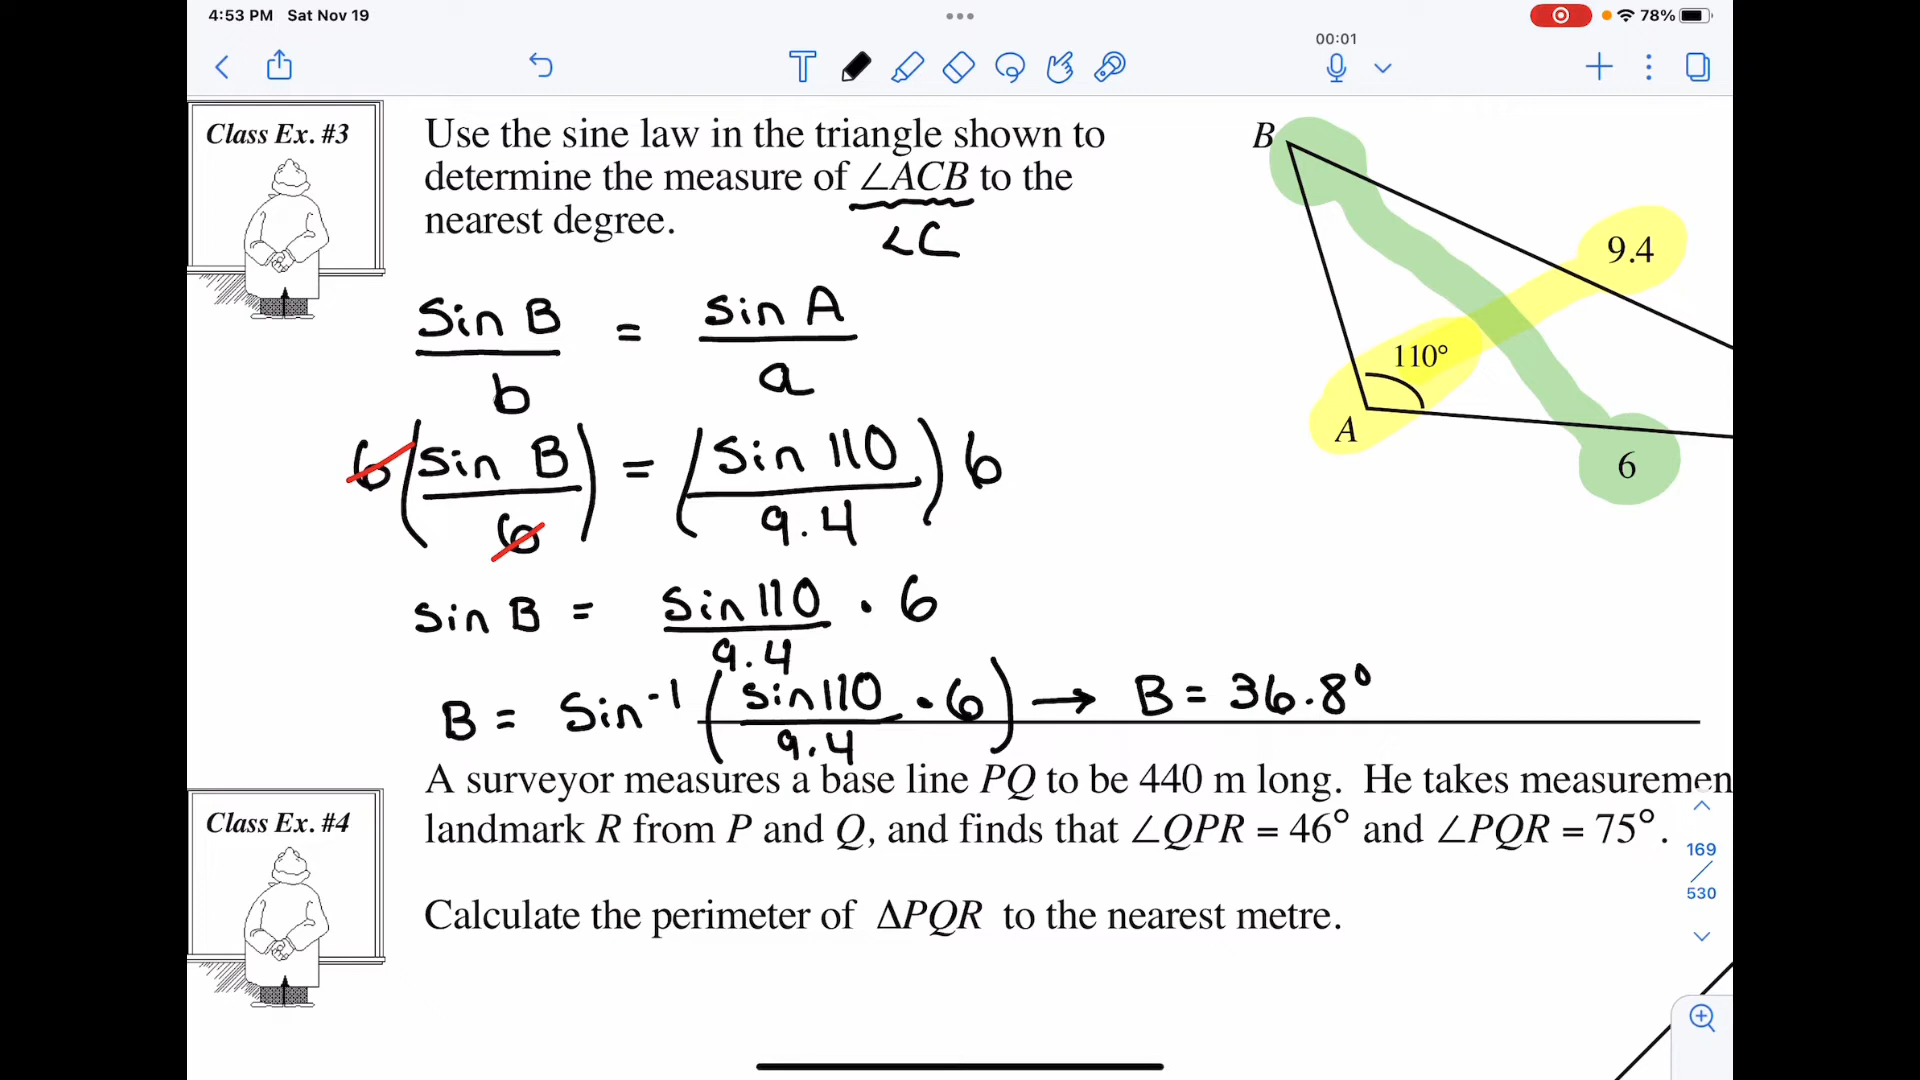 4:53 PM Sat Nov 19
78%
00:01
Class Ex. #3
Use the sine law in the triangle shown to
determine the measure of ∠ACB to the
nearest degree.
∠C
B
9.4
110°
A
6
sin B / b = sin A / a
6(sin B / 6) = (sin 110 / 9.4) 6
sin B = sin 110 / 9.4 · 6
B = sin⁻¹ (sin 110 / 9.4 · 6) → B = 36.8°
Class Ex. #4
A surveyor measures a base line PQ to be 440 m long. He takes measuremen
landmark R from P and Q, and finds that ∠QPR = 46° and ∠PQR = 75°.
Calculate the perimeter of ΔPQR to the nearest metre.
169
530